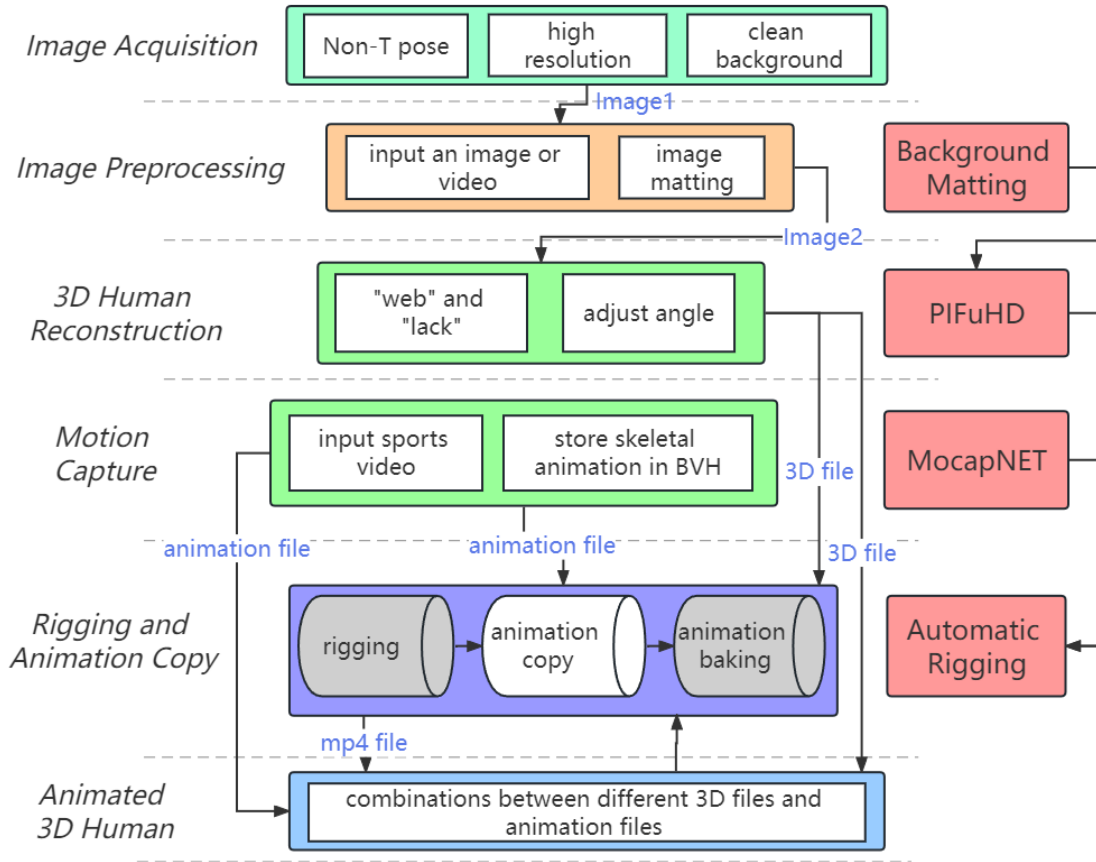 Image Acquisition
Non-T pose
high
resolution
clean
background
Image1
Image Preprocessing
input an image or
video
image
matting
Background
Matting
Image2
3D Human
Reconstruction
"web" and
"lack"
adjust angle
PIFuHD
Motion
Capture
input sports
video
store skeletal
animation in BVH
3D file
MocapNET
animation file
animation file
3D file
Rigging and
Animation Copy
rigging
animation
copy
animation
baking
Automatic
Rigging
mp4 file
Animated
3D Human
combinations between different 3D files and
animation files